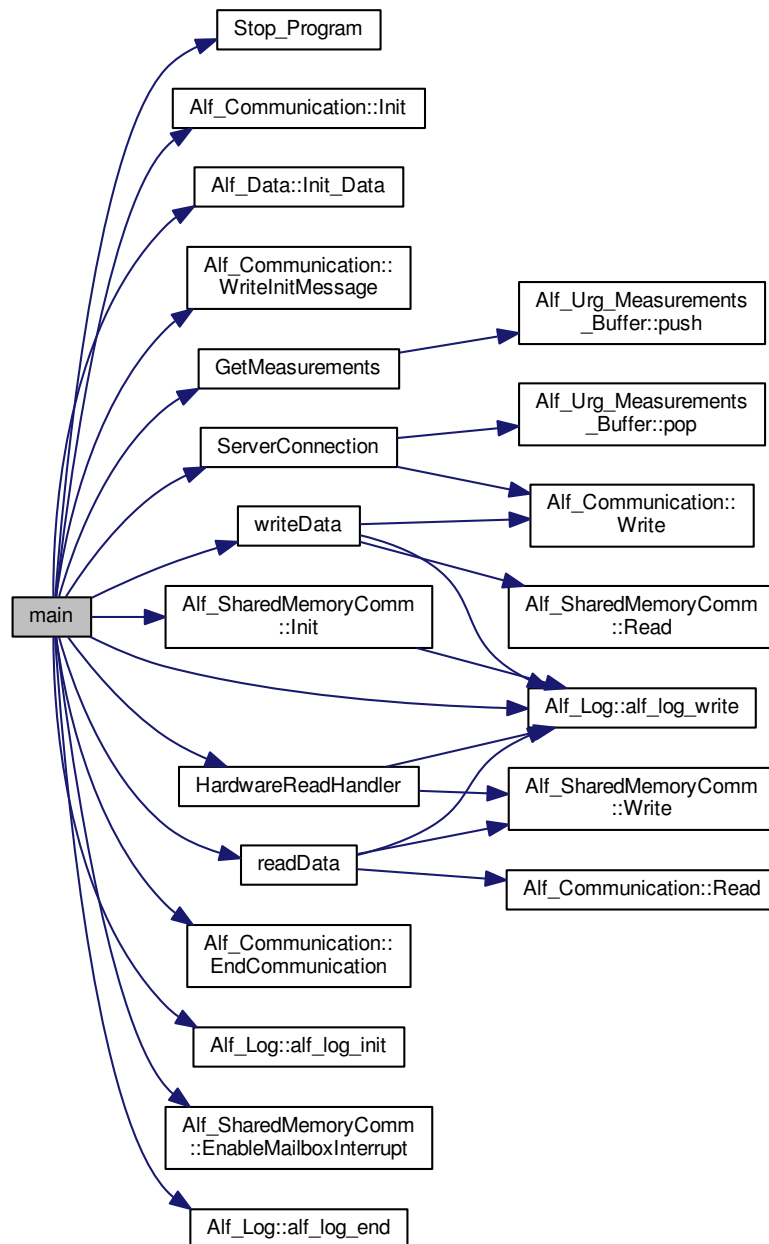 Stop_Program
Alf_Communication::Init
Alf_Data::Init_Data
Alf_Communication::
WriteInitMessage
Alf_Urg_Measurements
_Buffer::push
GetMeasurements
Alf_Urg_Measurements
_Buffer::pop
ServerConnection
Alf_Communication::
Write
writeData
main
Alf_SharedMemoryComm
::Init
Alf_SharedMemoryComm
::Read
Alf_Log::alf_log_write
HardwareReadHandler
Alf_SharedMemoryComm
::Write
readData
Alf_Communication::Read
Alf_Communication::
EndCommunication
Alf_Log::alf_log_init
Alf_SharedMemoryComm
::EnableMailboxInterrupt
Alf_Log::alf_log_end